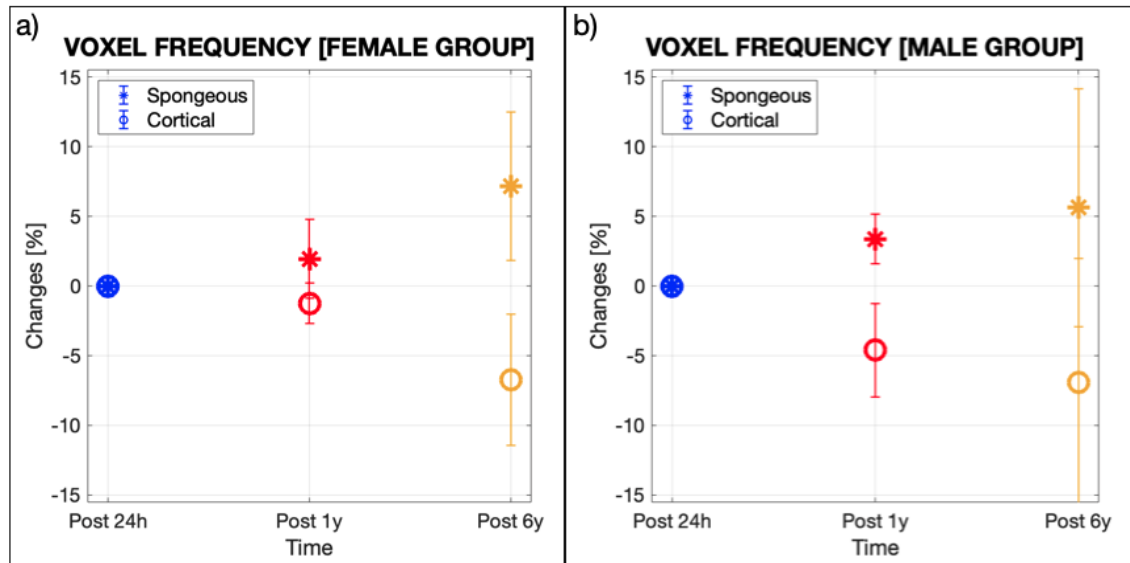 a)
VOXEL FREQUENCY [FEMALE GROUP]
Spongeous
Cortical
15
10
5
0
-5
-10
-15
Changes [%]
Post 24h
Post 1y
Post 6y
Time
b)
VOXEL FREQUENCY [MALE GROUP]
Spongeous
Cortical
15
10
5
0
-5
-10
-15
Changes [%]
Post 24h
Post 1y
Post 6y
Time